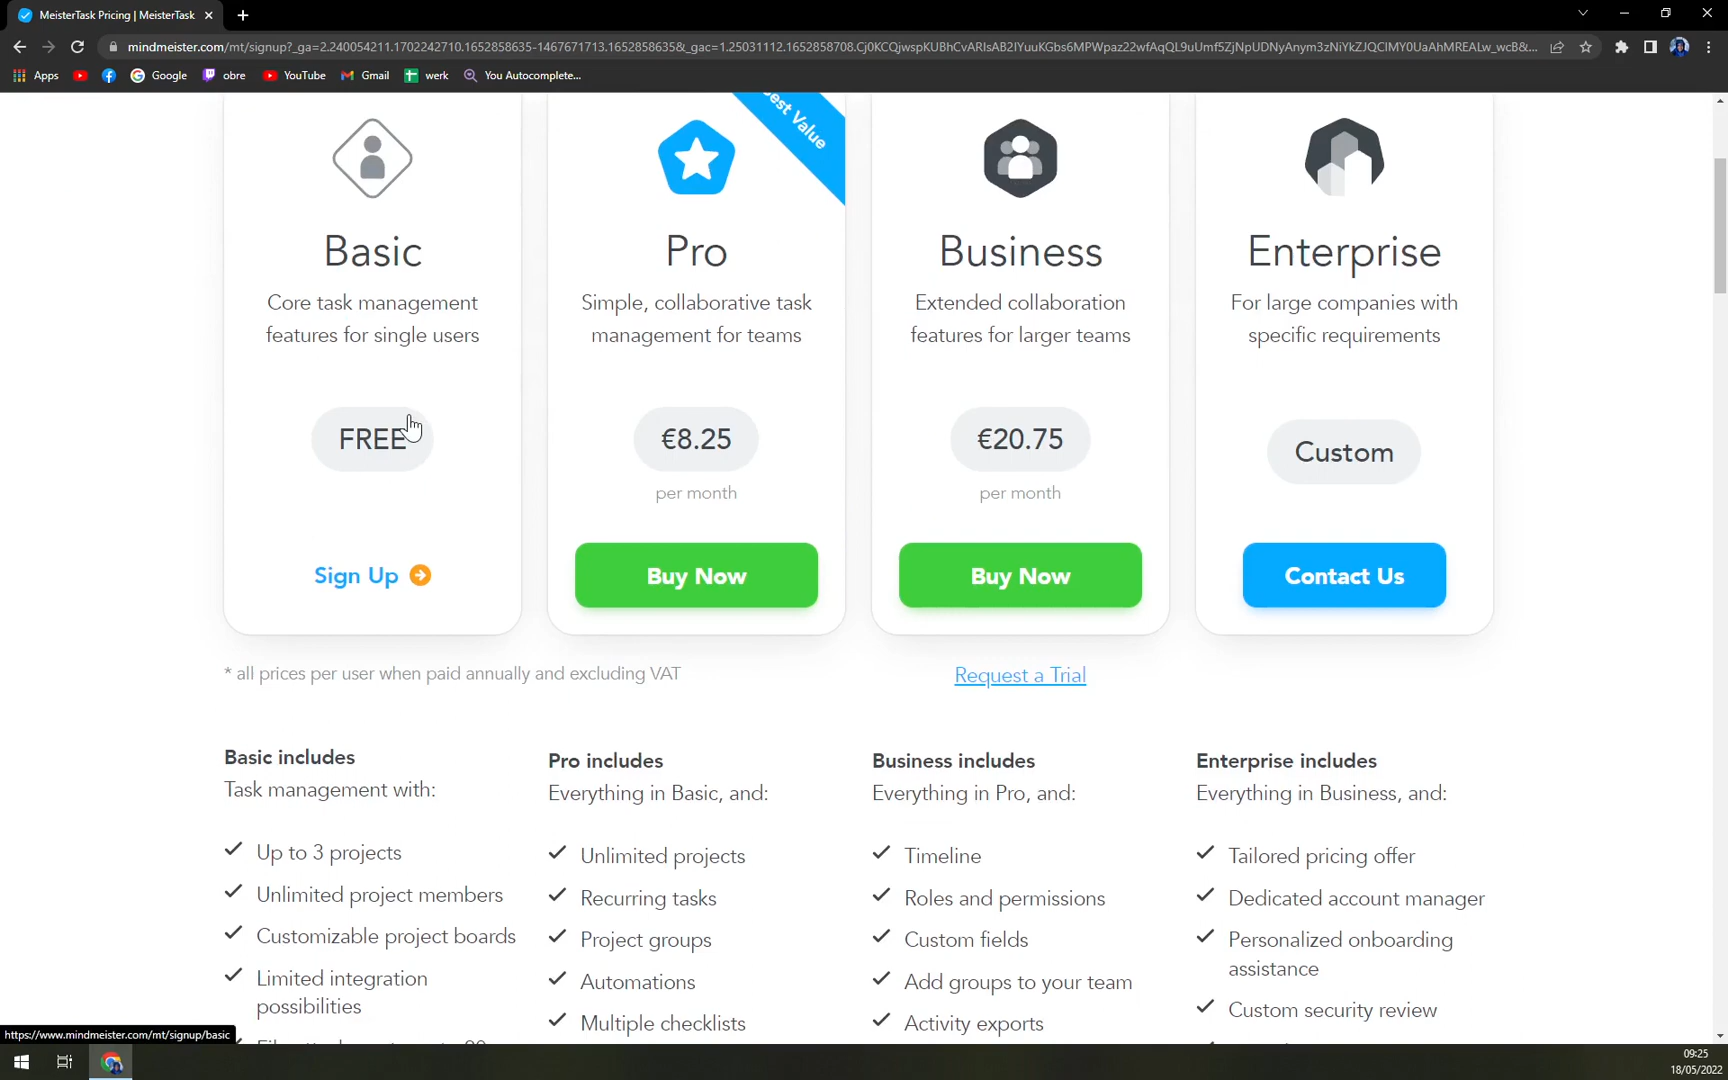 MeisterTask Pricing | MeisterTask
mindmeister.com/mt/signup?_ga=2.240054211.1702242710.1652858635-1467671713.1652858635&_gac=1.25031112.1652858708.Cj0KCQjwspKUBhCvARIsAB2IYuuKGbs6MPWpaz22wfAqQL9uUmf5ZjNpUDNyAnym3zNiYkZJQCIMY0UaAhMREALw_wcB&...
Apps Google obre YouTube Gmail werk You Autocomplete...
Best Value
Basic
Core task management
features for single users
FREE
Sign Up
Pro
Simple, collaborative task
management for teams
€8.25
per month
Buy Now
Business
Extended collaboration
features for larger teams
€20.75
per month
Buy Now
Enterprise
For large companies with
specific requirements
Custom
Contact Us
* all prices per user when paid annually and excluding VAT
Request a Trial
Basic includes
Task management with:
Up to 3 projects
Unlimited project members
Customizable project boards
Limited integration
possibilities
Pro includes
Everything in Basic, and:
Unlimited projects
Recurring tasks
Project groups
Automations
Multiple checklists
Business includes
Everything in Pro, and:
Timeline
Roles and permissions
Custom fields
Add groups to your team
Activity exports
Enterprise includes
Everything in Business, and:
Tailored pricing offer
Dedicated account manager
Personalized onboarding
assistance
Custom security review
https://www.mindmeister.com/mt/signup/basic
09:25
18/05/2022